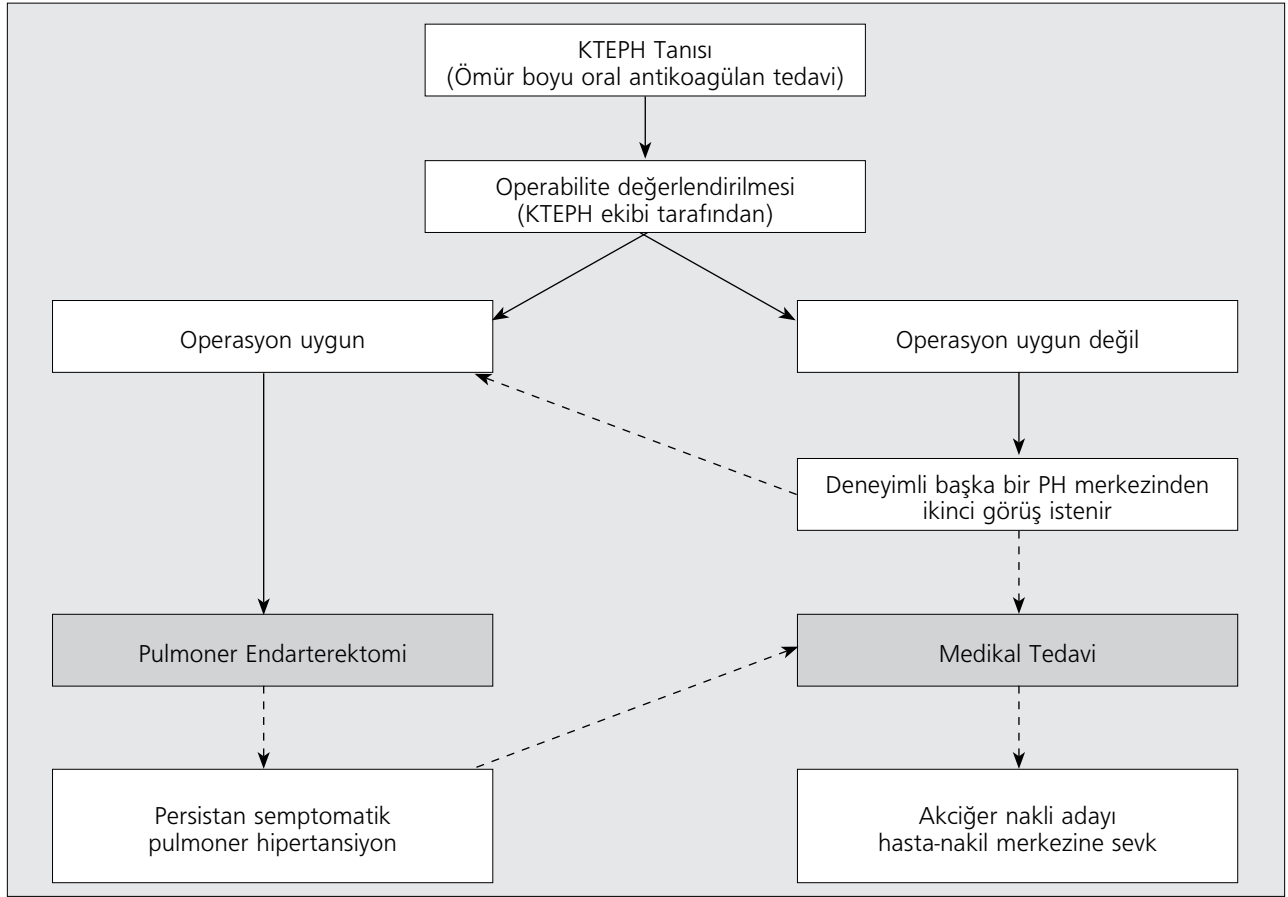 KTEPH Tanısı
(Ömür boyu oral antikoagülan tedavi)
Operabilite değerlendirilmesi
(KTEPH ekibi tarafından)
Operasyon uygun
Operasyon uygun değil
Deneyimli başka bir PH merkezinden
ikinci görüş istenir
Pulmoner Endarterektomi
Medikal Tedavi
Persistan semptomatik
pulmoner hipertansiyon
Akciğer nakli adayı
hasta-nakil merkezine sevk